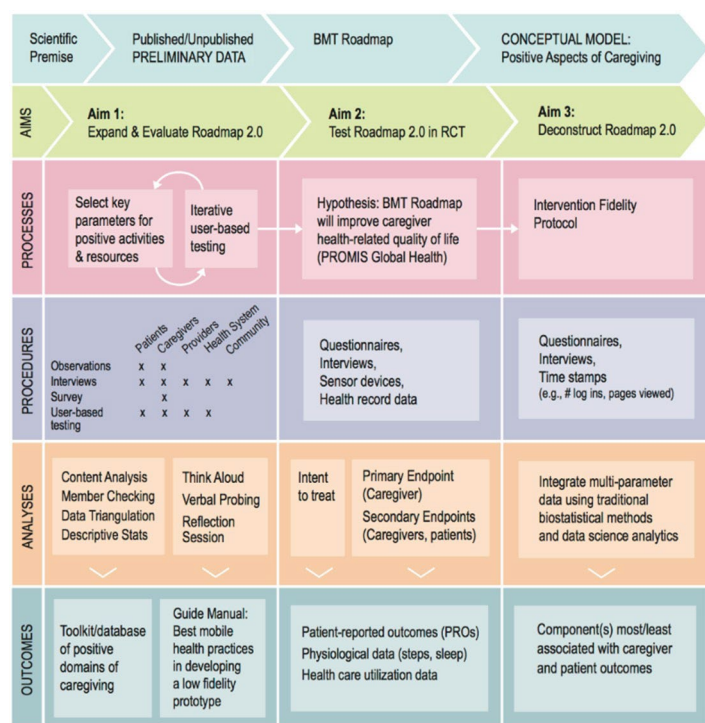 Scientific
Premise
Published/Unpublished
PRELIMINARY DATA
BMT Roadmap
CONCEPTUAL MODEL:
Positive Aspects of Caregiving
AIMS
Aim 1:
Expand & Evaluate Roadmap 2.0
Aim 2:
Test Roadmap 2.0 in RCT
Aim 3:
Deconstruct Roadmap 2.0
PROCESSES
Select key
parameters for
positive activities
& resources
Iterative
user-based
testing
Hypothesis: BMT Roadmap
will improve caregiver
health-related quality of life
(PROMIS Global Health)
Intervention Fidelity
Protocol
PROCEDURES
Patients
Caregivers
Providers
Health System
Community
Observations x x
Interviews x x x x x
Survey x
User-based x x x x
testing
Questionnaires,
Interviews,
Sensor devices,
Health record data
Questionnaires,
Interviews,
Time stamps
(e.g., # log ins, pages viewed)
ANALYSES
Content Analysis
Member Checking
Data Triangulation
Descriptive Stats
Think Aloud
Verbal Probing
Reflection
Session
Intent
to treat
Primary Endpoint
(Caregiver)
Secondary Endpoints
(Caregivers, patients)
Integrate multi-parameter
data using traditional
biostatistical methods
and data science analytics
OUTCOMES
Toolkit/database
of positive
domains of
caregiving
Guide Manual:
Best mobile
health practices
in developing
a low fidelity
prototype
Patient-reported outcomes (PROs)
Physiological data (steps, sleep)
Health care utilization data
Component(s) most/least
associated with caregiver
and patient outcomes